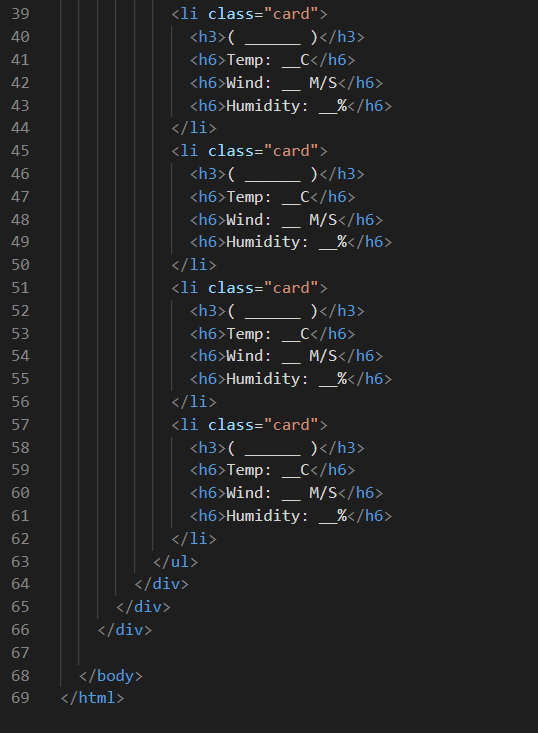 39 <li class="card">
40 <h3>( ______ )</h3>
41 <h6>Temp: __C</h6>
42 <h6>Wind: __ M/S</h6>
43 <h6>Humidity: __%</h6>
44 </li>
45 <li class="card">
46 <h3>( ______ )</h3>
47 <h6>Temp: __C</h6>
48 <h6>Wind: __ M/S</h6>
49 <h6>Humidity: __%</h6>
50 </li>
51 <li class="card">
52 <h3>( ______ )</h3>
53 <h6>Temp: __C</h6>
54 <h6>Wind: __ M/S</h6>
55 <h6>Humidity: __%</h6>
56 </li>
57 <li class="card">
58 <h3>( ______ )</h3>
59 <h6>Temp: __C</h6>
60 <h6>Wind: __ M/S</h6>
61 <h6>Humidity: __%</h6>
62 </li>
63 </ul>
64 </div>
65 </div>
66 </div>
67
68 </body>
69 </html>